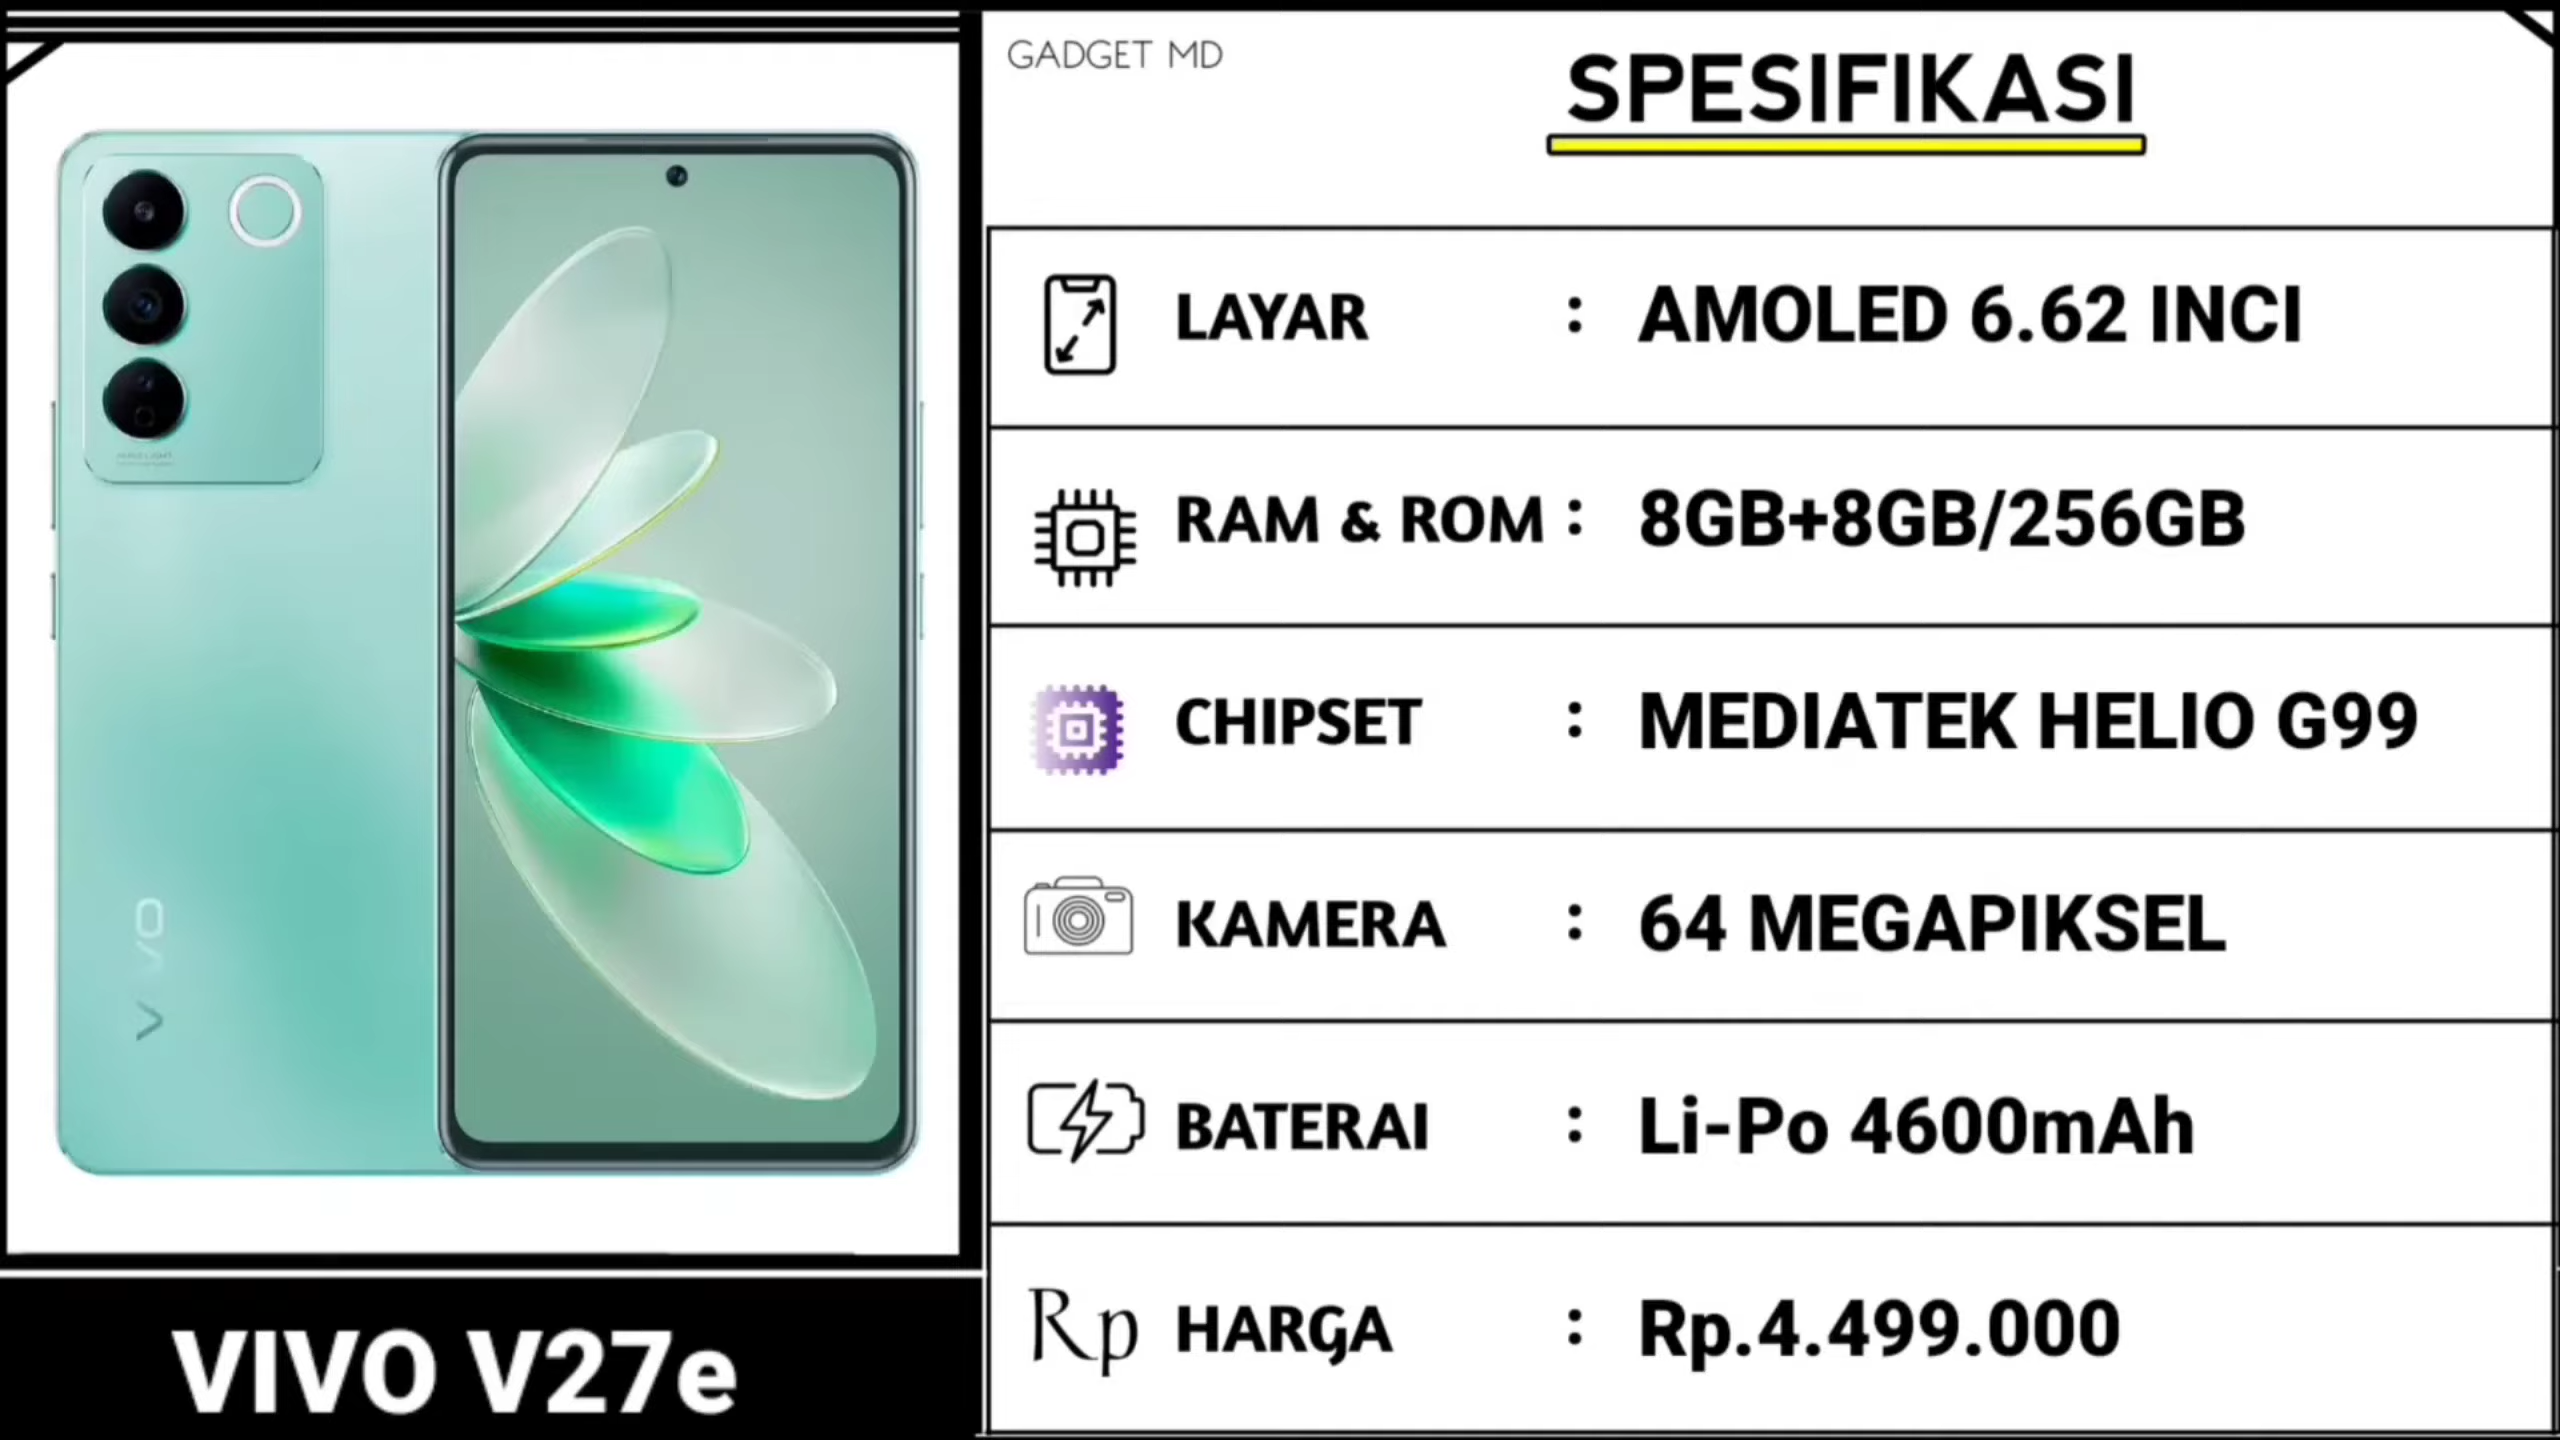 GADGET MD
SPESIFIKASI
LAYAR : AMOLED 6.62 INCI
RAM & ROM : 8GB+8GB/256GB
CHIPSET : MEDIATEK HELIO G99
KAMERA : 64 MEGAPIKSEL
BATERAI : Li-Po 4600mAh
Rp HARGA : Rp.4.499.000
VIVO
VIVO V27e